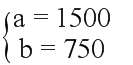 a = 1500
b = 750